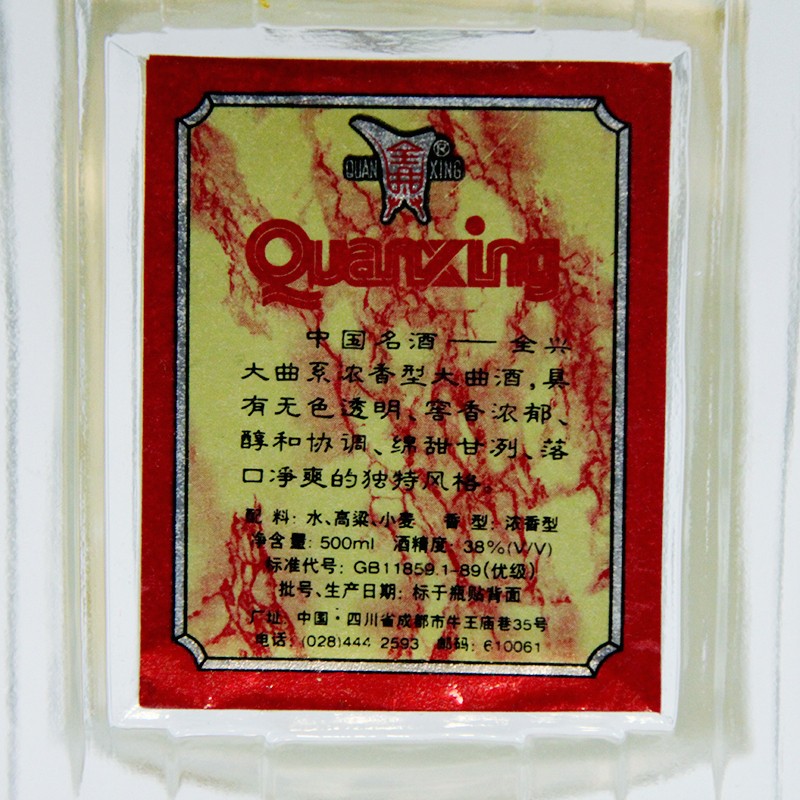 QUAN 全興 XING ®
Quanxing
中国名酒——全兴
大曲系浓香型大曲酒,具
有无色透明、窖香浓郁、
醇和协调、绵甜甘洌、落
口净爽的独特风格。
配料: 水、高粱、小麦 香型: 浓香型
净含量: 500ml 酒精度: 38%(V/V)
标准代号: GB11859.1-89(优级)
批号、生产日期: 标于瓶贴背面
厂址: 中国·四川省成都市牛王庙巷35号
电话: (028)444 2593 邮码: 610061